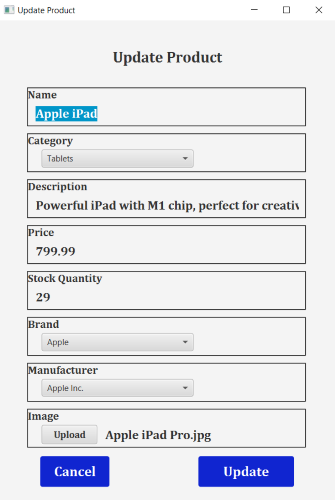 Update Product
Update Product
Name
Apple iPad
Category
Tablets
Description
Powerful iPad with M1 chip, perfect for creativ
Price
799.99
Stock Quantity
29
Brand
Apple
Manufacturer
Apple Inc.
Image
Upload Apple iPad Pro.jpg
Cancel Update